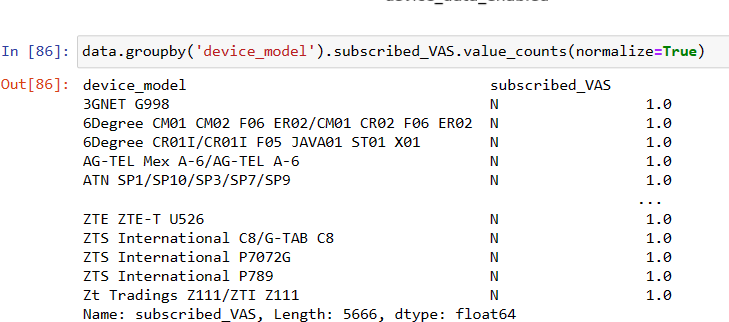 In [86]: data.groupby('device_model').subscribed_VAS.value_counts(normalize=True)
Out[86]: device_model subscribed_VAS
3GNET G998 N 1.0
6Degree CM01 CM02 F06 ER02/CM01 CR02 F06 ER02 N 1.0
6Degree CR01I/CR01I F05 JAVA01 ST01 X01 N 1.0
AG-TEL Mex A-6/AG-TEL A-6 N 1.0
ATN SP1/SP10/SP3/SP7/SP9 N 1.0
...
ZTE ZTE-T U526 N 1.0
ZTS International C8/G-TAB C8 N 1.0
ZTS International P7072G N 1.0
ZTS International P789 N 1.0
Zt Tradings Z111/ZTI Z111 N 1.0
Name: subscribed_VAS, Length: 5666, dtype: float64